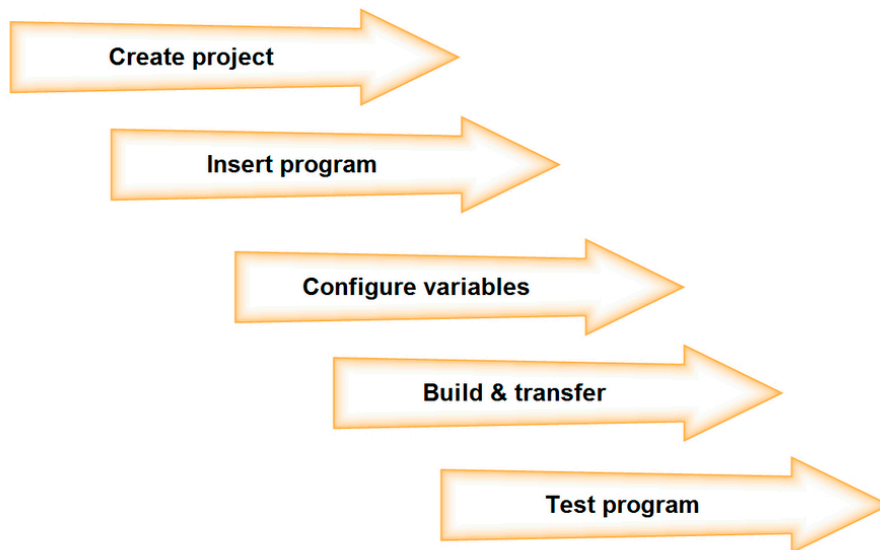 Create project
Insert program
Configure variables
Build & transfer
Test program